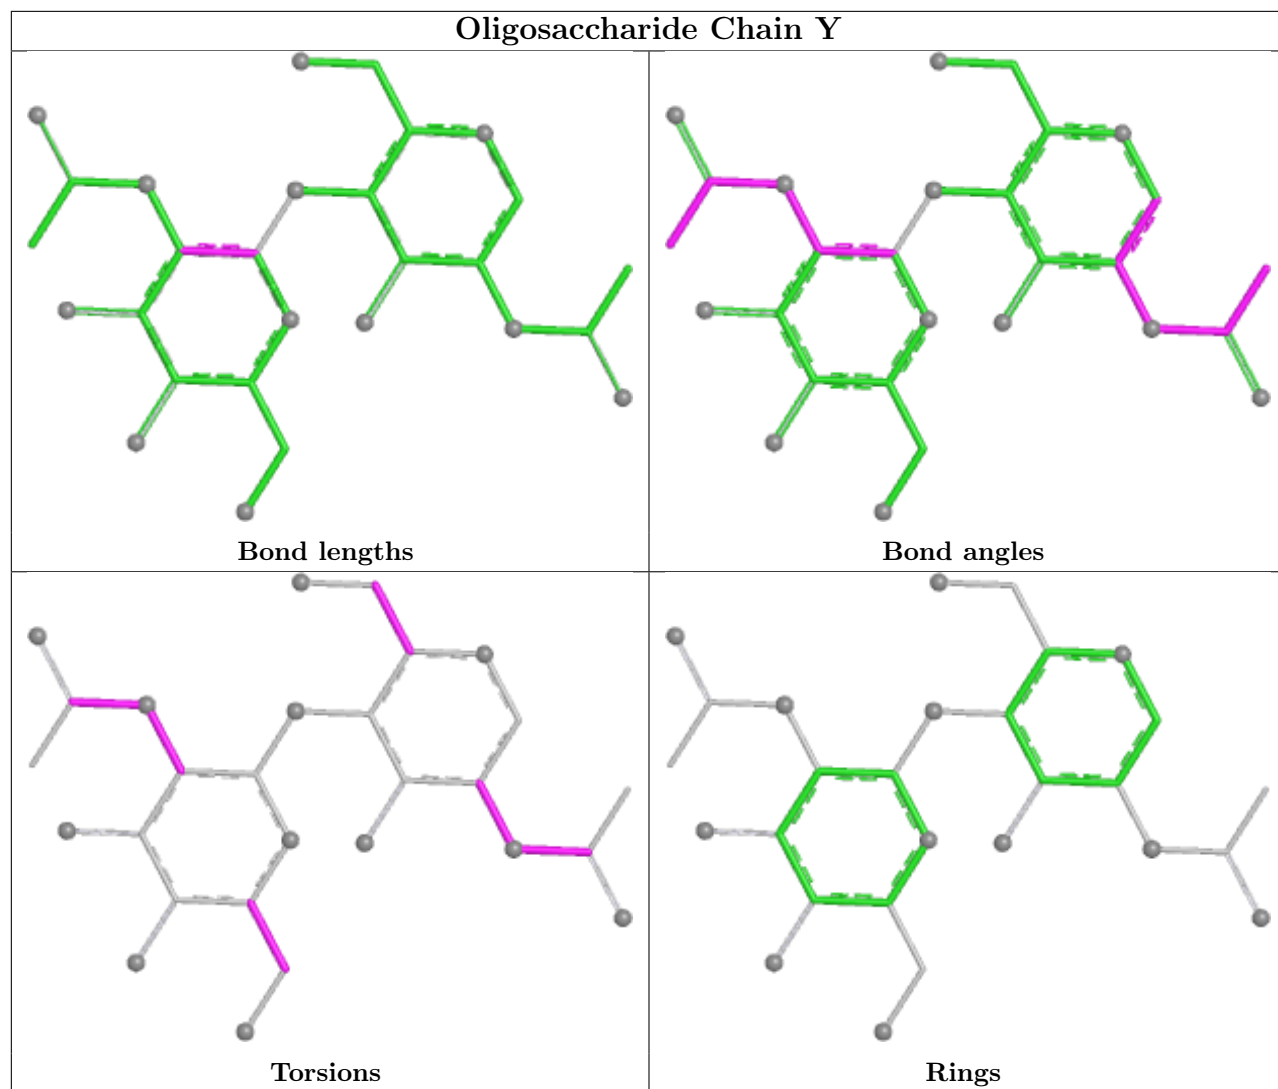 Oligosaccharide Chain Y
Bond lengths
Bond angles
Torsions
Rings